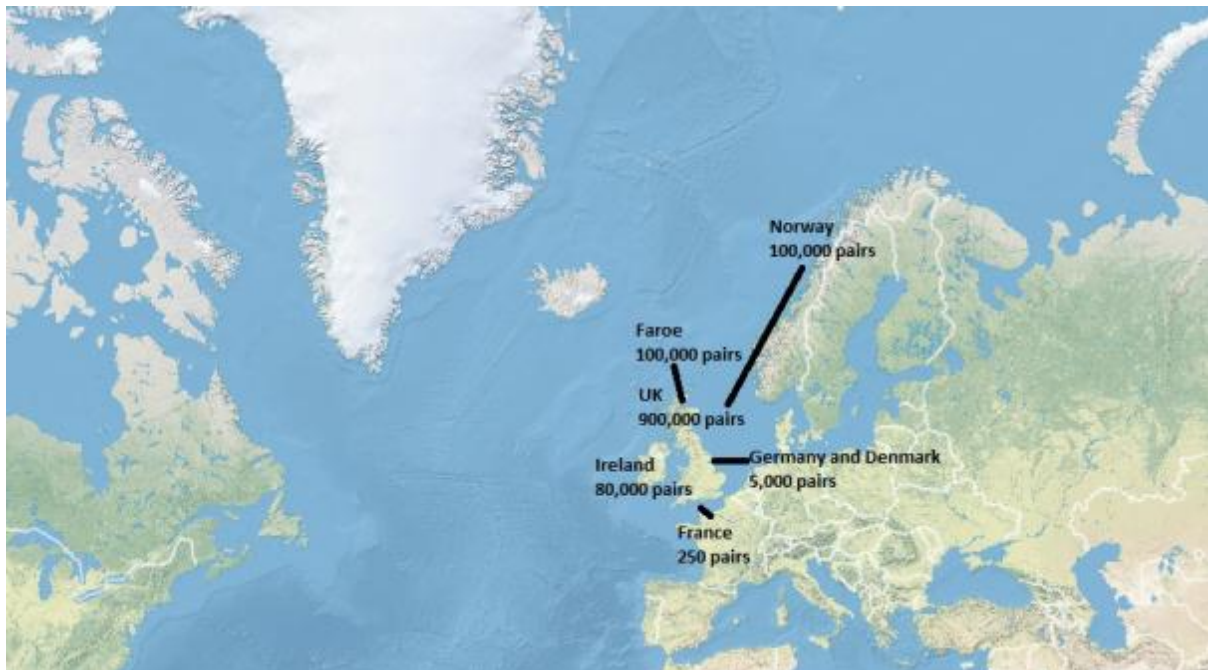 Norway
100,000 pairs
Faroe
100,000 pairs
UK
900,000 pairs
Ireland
80,000 pairs
Germany and Denmark
5,000 pairs
France
250 pairs